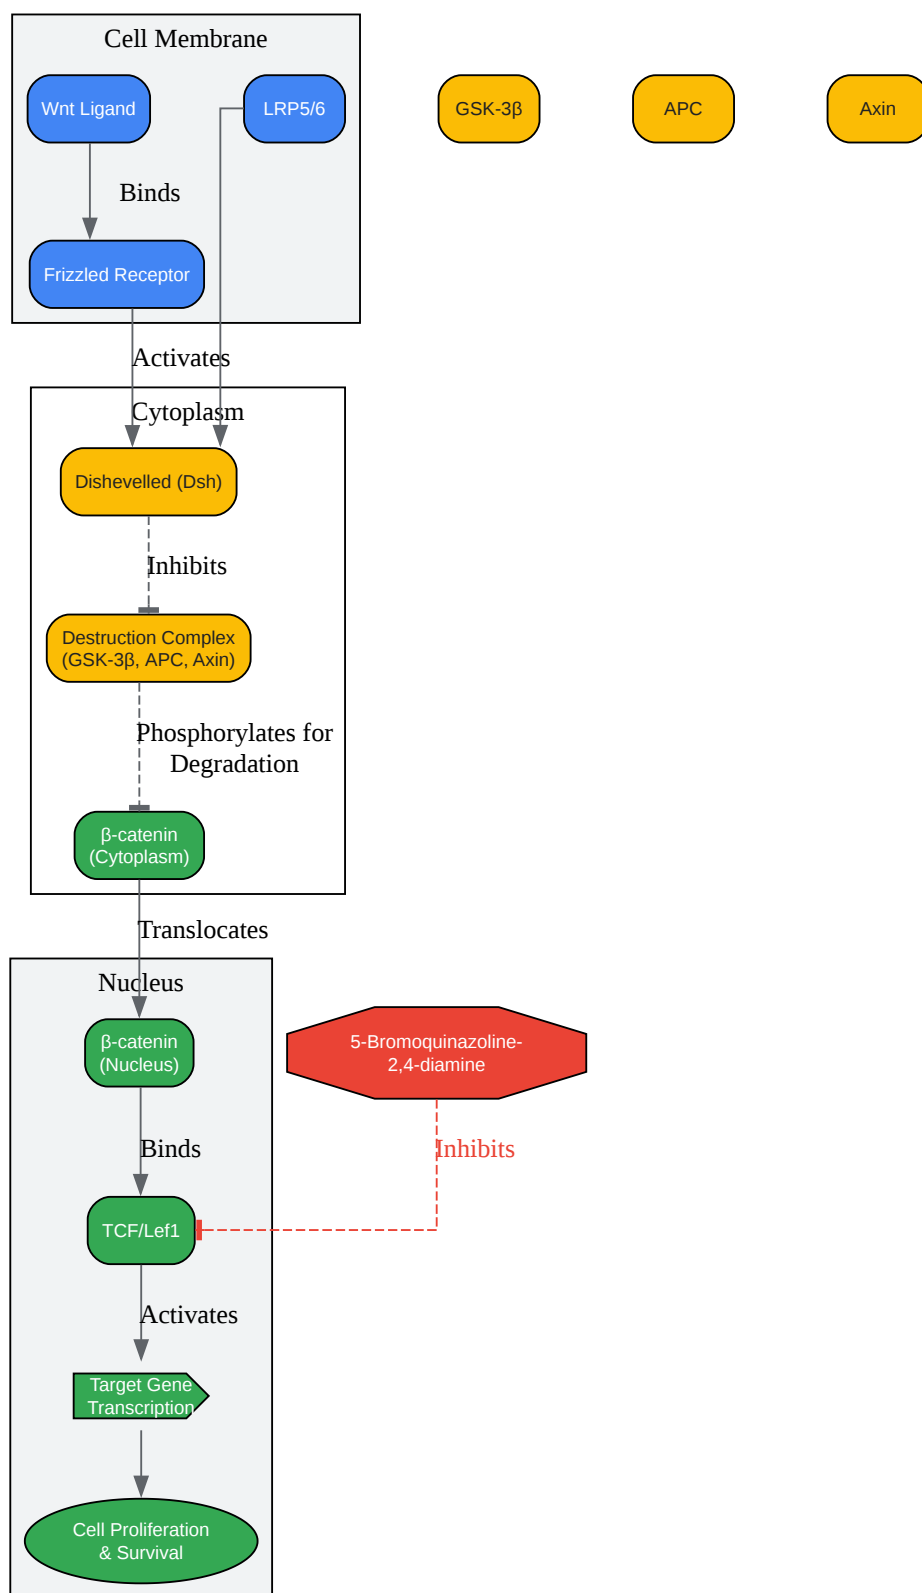 Cell Membrane
Wnt Ligand
LRP5/6
GSK-3β
APC
Axin
Binds
Frizzled Receptor
Activates
Cytoplasm
Dishevelled (Dsh)
Inhibits
Destruction Complex
(GSK-3β, APC, Axin)
Phosphorylates for
Degradation
β-catenin
(Cytoplasm)
Translocates
Nucleus
β-catenin
(Nucleus)
5-Bromoquinazoline-
2,4-diamine
Binds
Inhibits
TCF/Lef1
Activates
Target Gene
Transcription
Cell Proliferation
& Survival